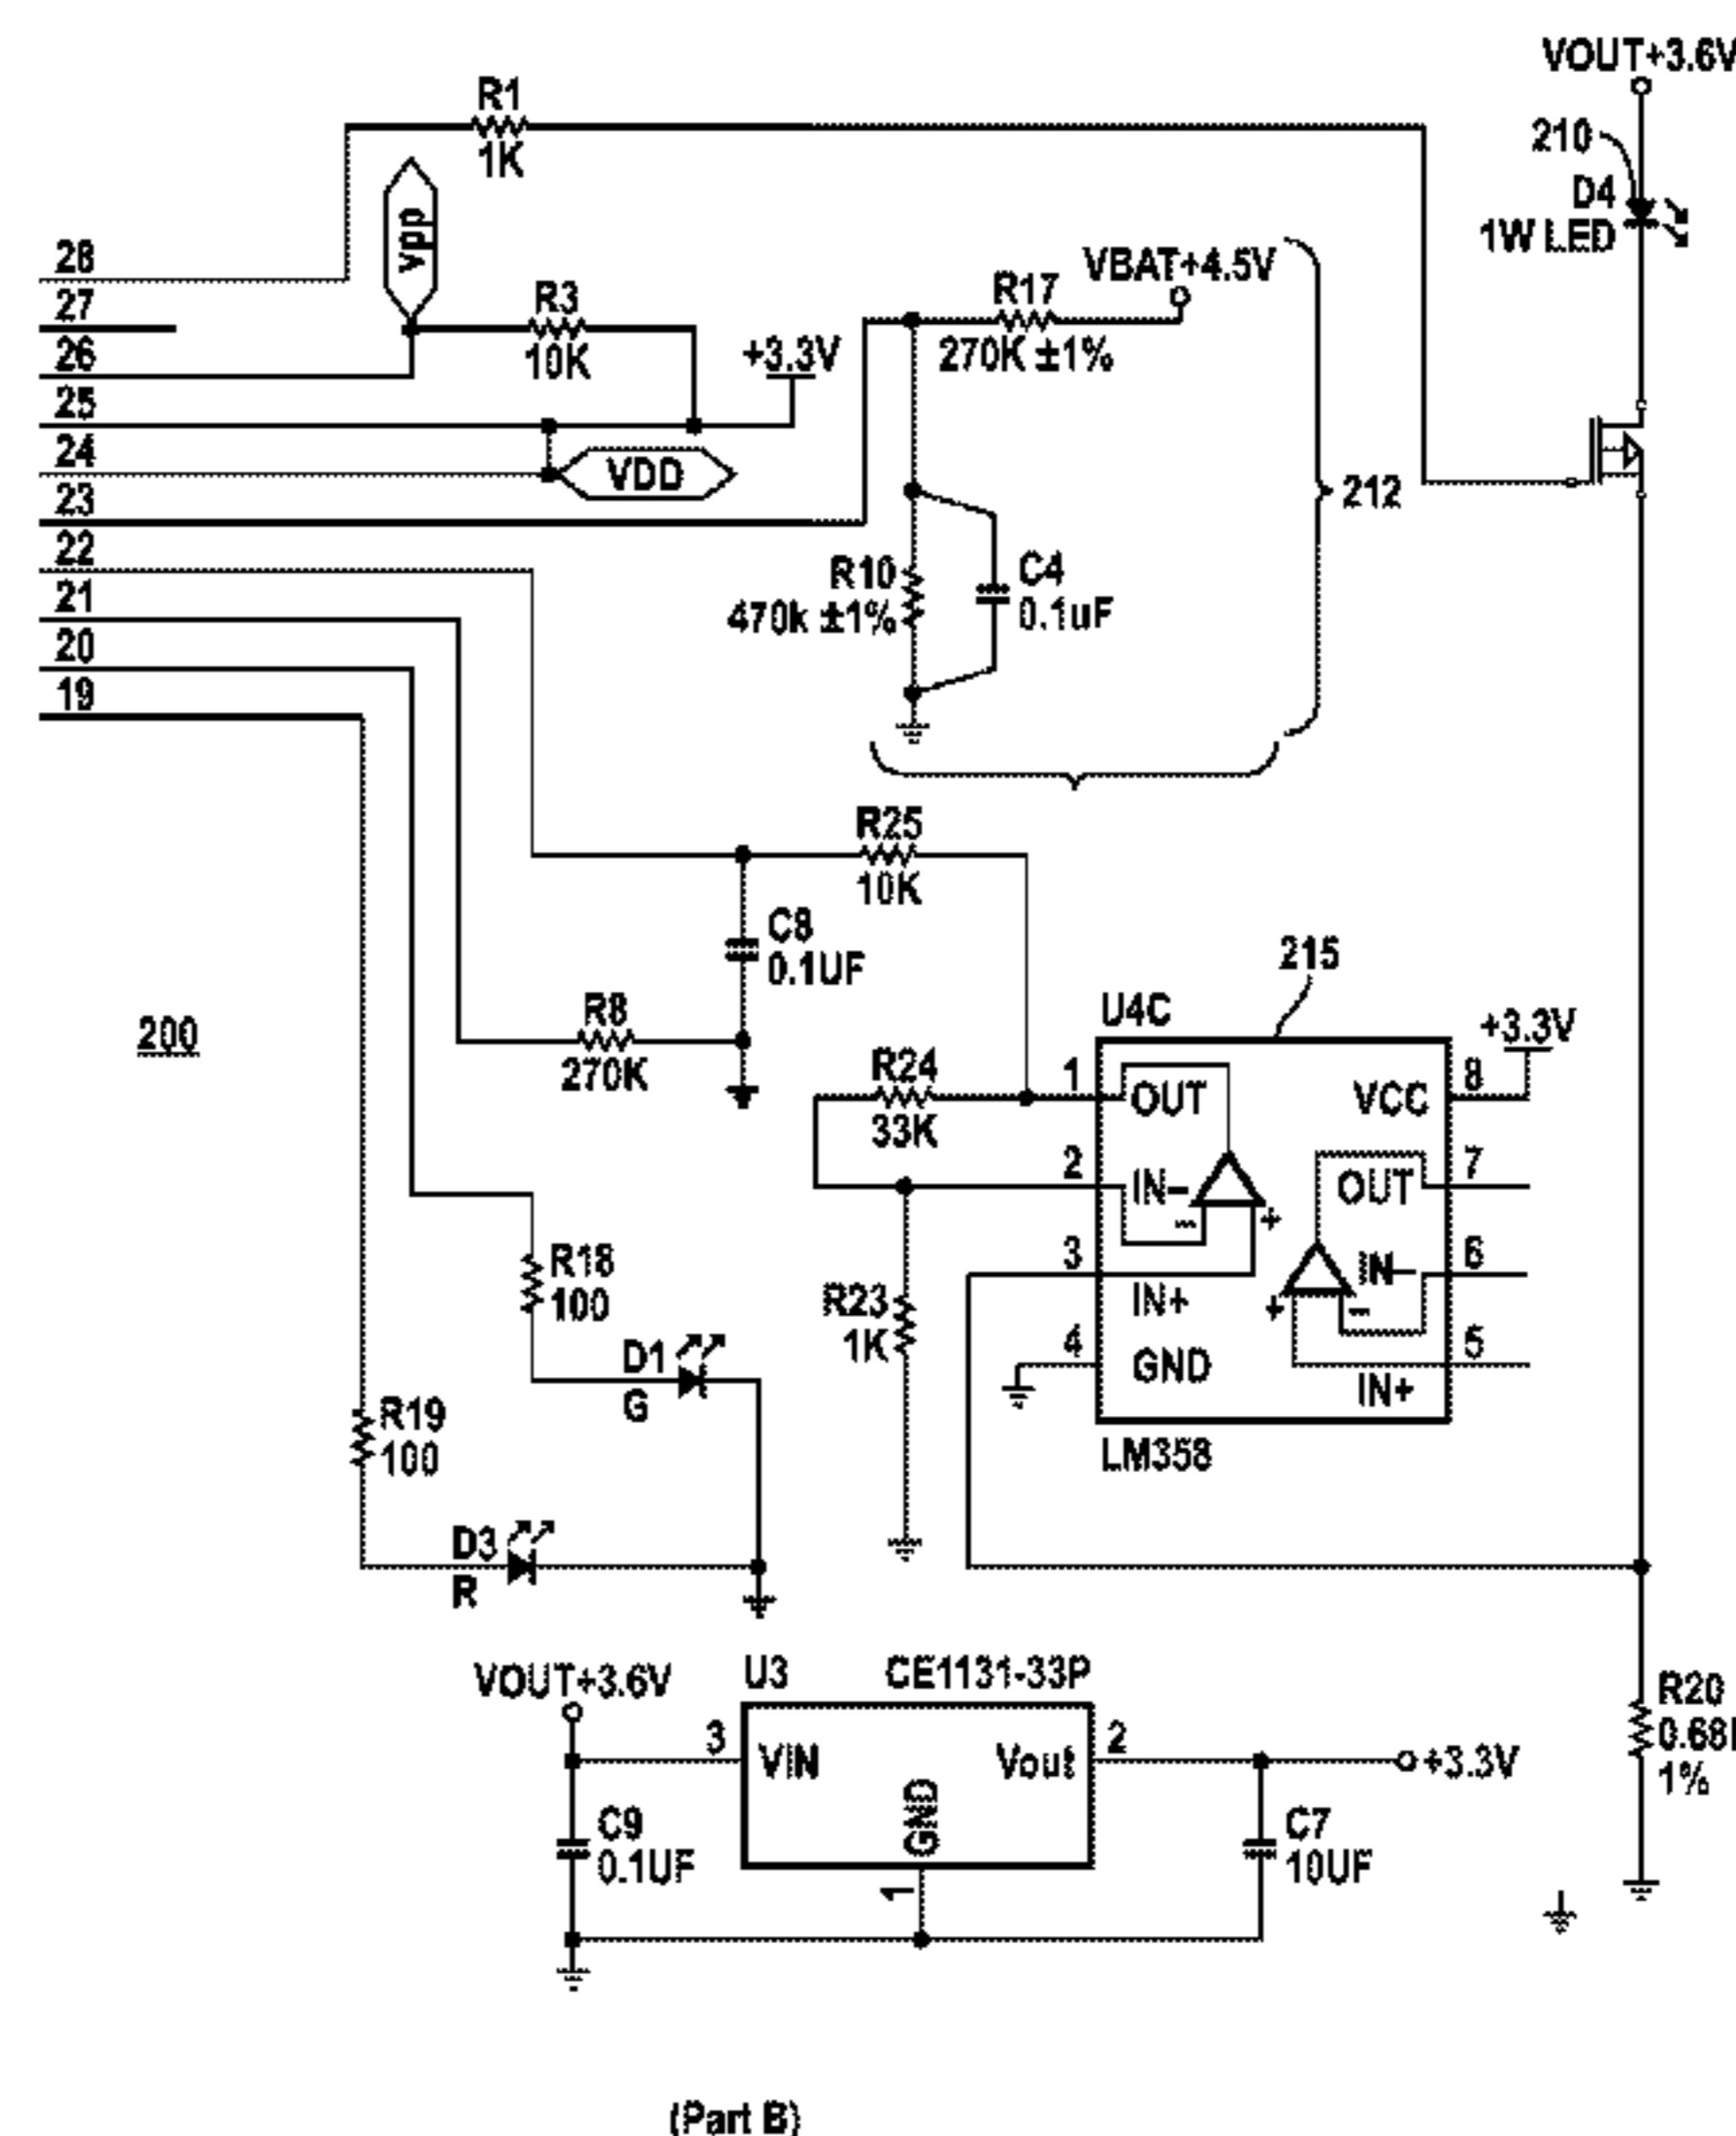 VOUT+3.6V
R1
1K
210
D4
1W LED
Vpp
28
27
26
25
24
23
22
21
20
19
R3
10K
+3.3V
VDD
R17
270K ±1%
VBAT+4.5V
212
R10
470k ±1%
C4
0.1uF
R25
10K
C8
0.1UF
R8
270K
200
215
U4C
+3.3V
R24
33K
1
OUT
VCC
8
2
IN-
OUT
7
-
+
3
IN+
IN-
6
+
-
4
GND
5
IN+
LM358
R23
1K
R18
100
D1
G
R19
100
D3
R
VOUT+3.6V
U3
CE1131-33P
3
VIN
Vout
2
GND
1
+3.3V
C9
0.1UF
C7
10UF
R20
0.68
1%
(Part B)